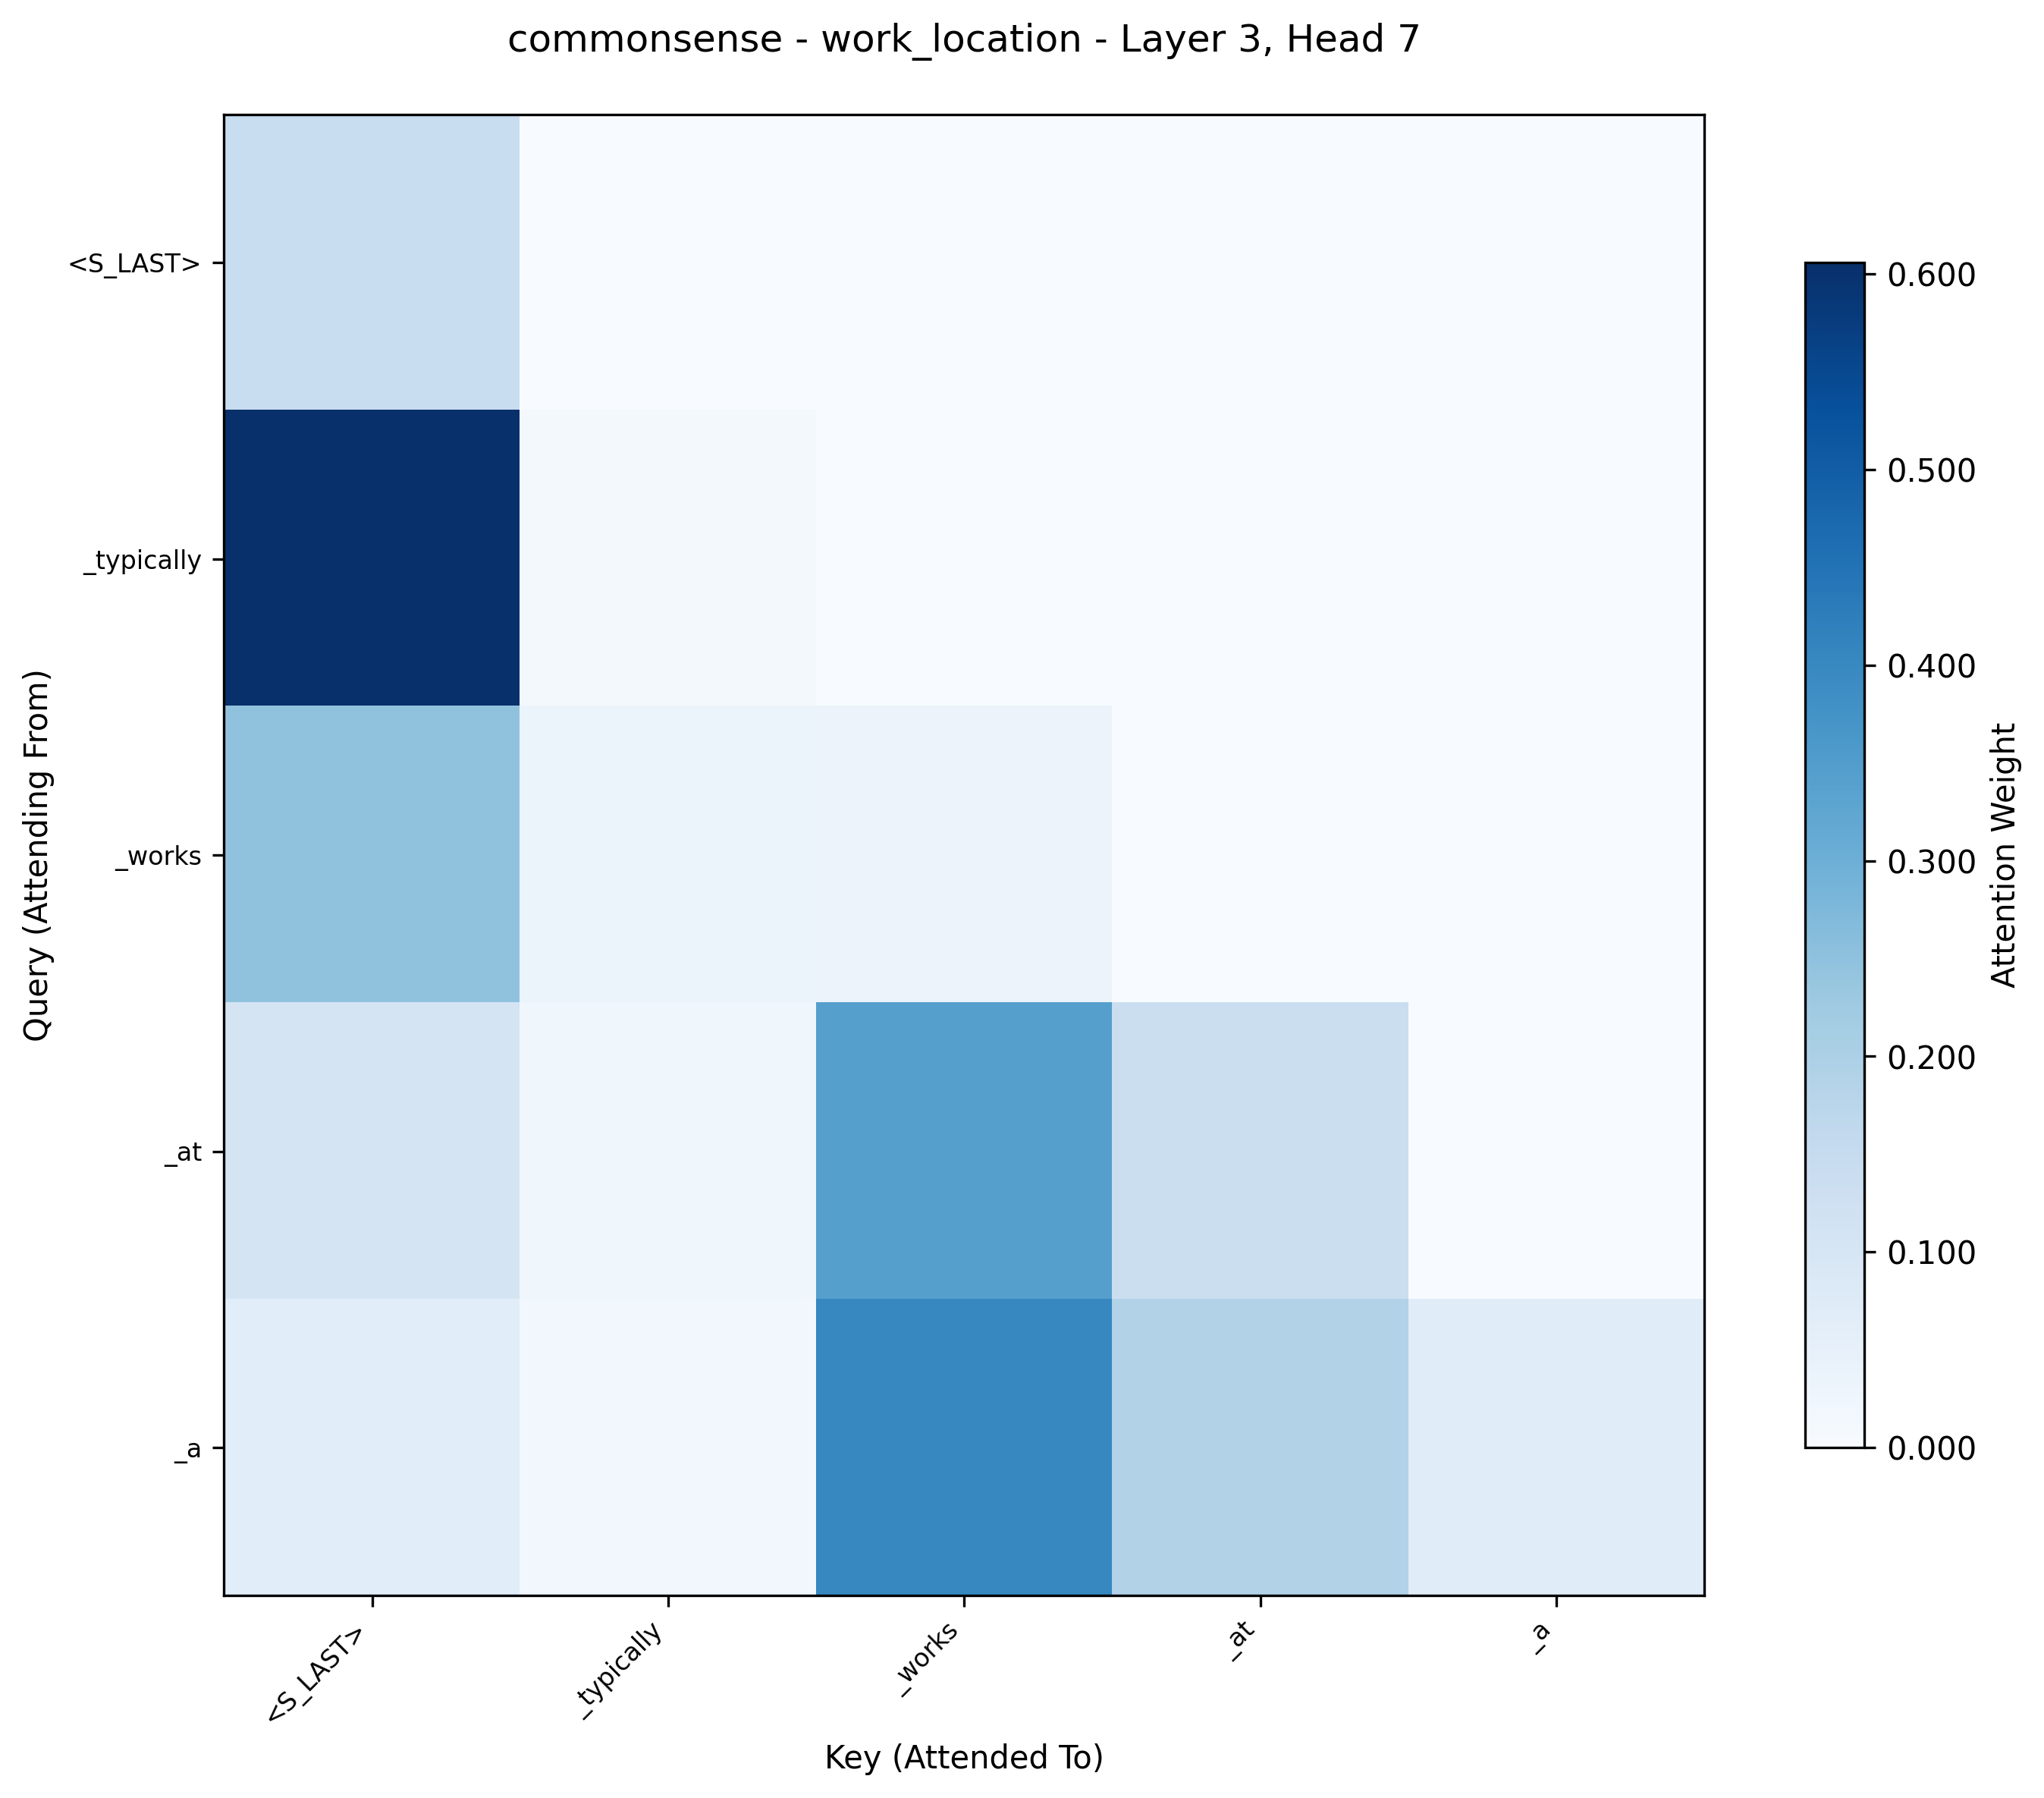 commonsense - work_location - Layer 3, Head 7
Query (Attending From)
<S_LAST>
_typically
_works
_at
_a
<S_LAST>
_typically
_works
_at
_a
Key (Attended To)
0.600
0.500
0.400
0.300
0.200
0.100
0.000
Attention Weight